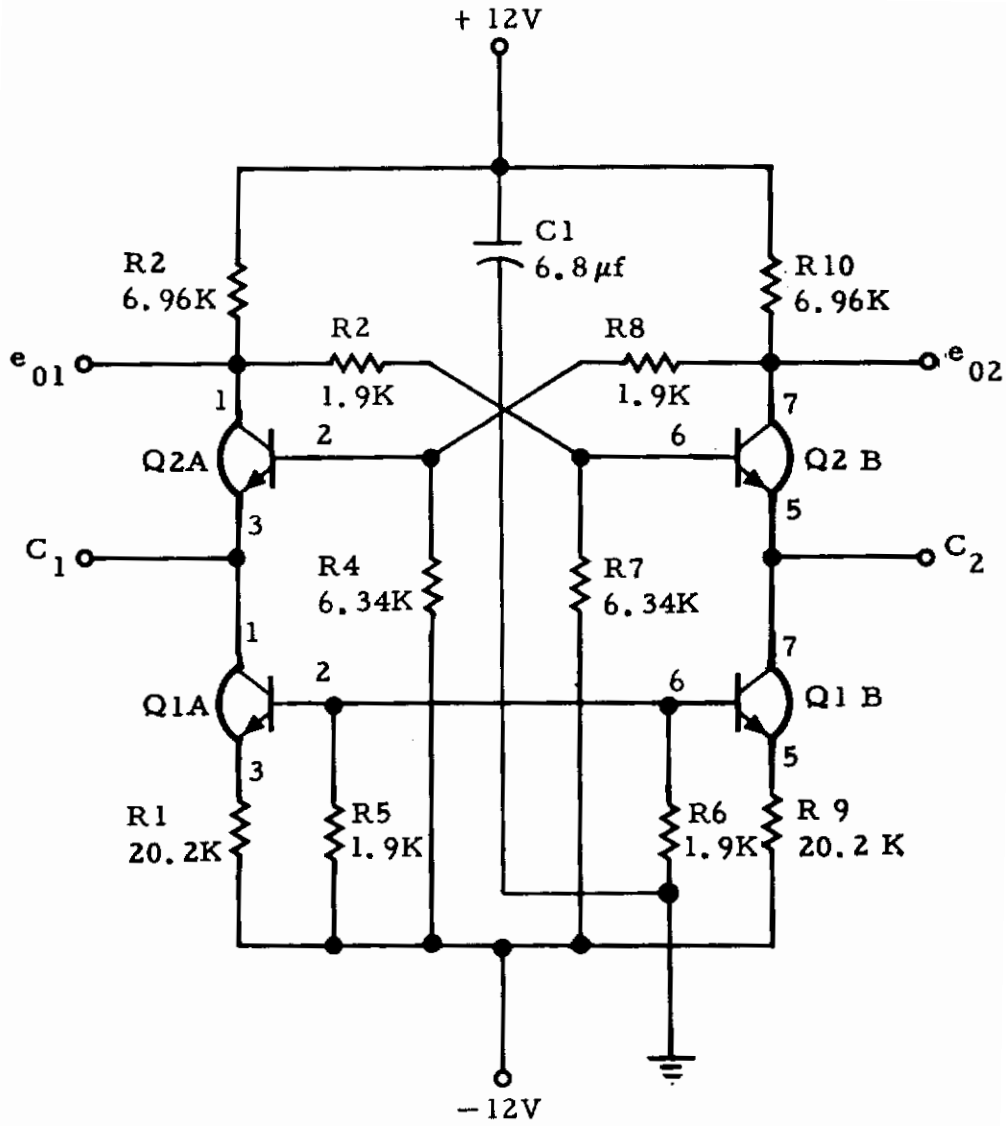 + 12V
C1
6.8 μf
R2
6.96K
R10
6.96K
R2
1.9K
R8
1.9K
e01
e02
1
2
Q2A
3
7
6
Q2 B
5
C1
C2
R4
6.34K
R7
6.34K
1
2
Q1A
3
7
6
Q1 B
5
R1
20.2K
R5
1.9K
R6
1.9K
R 9
20.2 K
-12V